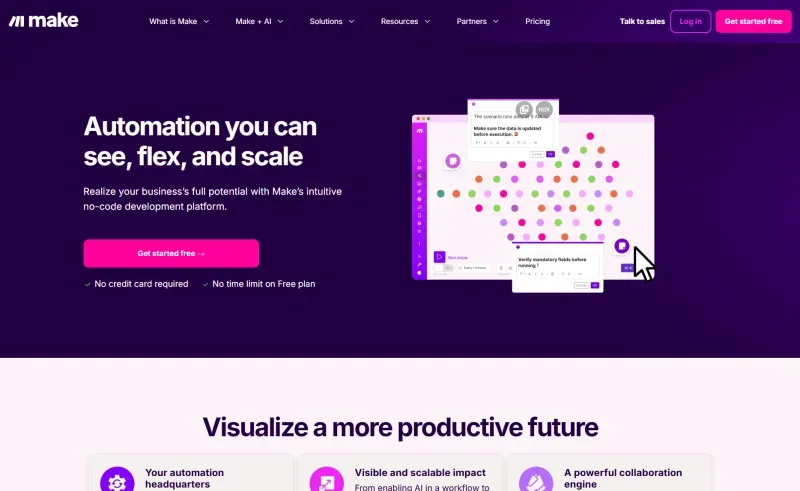 make
What is Make
Make + AI
Solutions
Resources
Partners
Pricing
Talk to sales
Log in
Get started free
Automation you can
see, flex, and scale
Realize your business's full potential with Make's intuitive
no-code development platform.
Get started free →
No credit card required
No time limit on Free plan
The scenario runs daily at 9 AM.
Make sure the data is updated
before execution.
Run once
Verify mandatory fields before
running !
Visualize a more productive future
Your automation
headquarters
Visible and scalable impact
From enabling AI in a workflow to
A powerful collaboration
engine